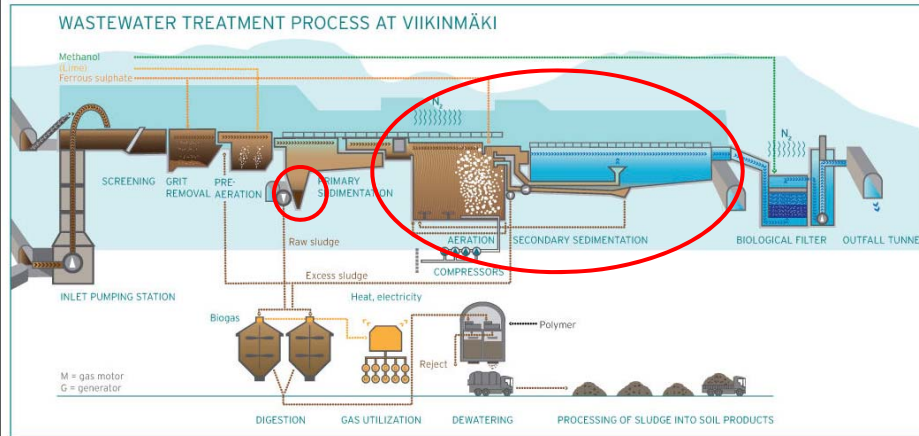 WASTEWATER TREATMENT PROCESS AT VIIKINMÄKI
Methanol
(Lime)
Ferrous sulphate
N2
N2
SCREENING
GRIT
REMOVAL
PRE-
AERATION
PRIMARY
SEDIMENTATION
AERATION
SECONDARY SEDIMENTATION
BIOLOGICAL FILTER
OUTFALL TUNNE
Raw sludge
COMPRESSORS
Excess sludge
INLET PUMPING STATION
Heat, electricity
Biogas
Polymer
Reject
M = gas motor
G = generator
DIGESTION
GAS UTILIZATION
DEWATERING
PROCESSING OF SLUDGE INTO SOIL PRODUCTS